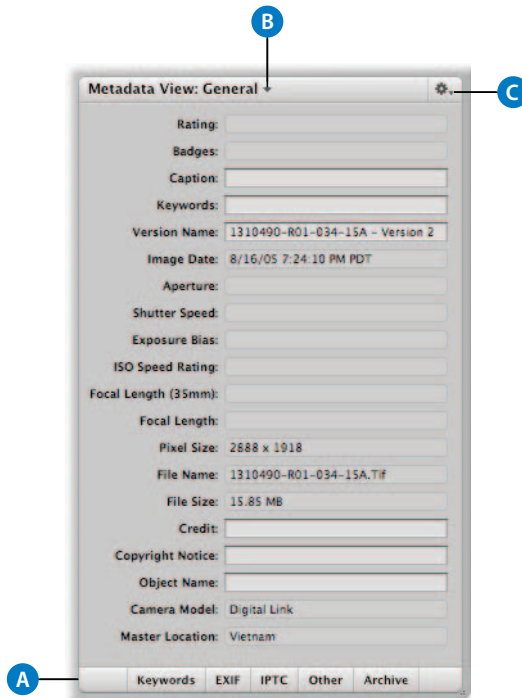 B
Metadata View: General
C
Rating:
Badges:
Caption:
Keywords:
Version Name: 1310490-R01-034-15A - Version 2
Image Date: 8/16/05 7:24:10 PM PDT
Aperture:
Shutter Speed:
Exposure Bias:
ISO Speed Rating:
Focal Length (35mm):
Focal Length:
Pixel Size: 2888 x 1918
File Name: 1310490-R01-034-15A.Tif
File Size: 15.85 MB
Credit:
Copyright Notice:
Object Name:
Camera Model: Digital Link
Master Location: Vietnam
A
Keywords EXIF IPTC Other Archive